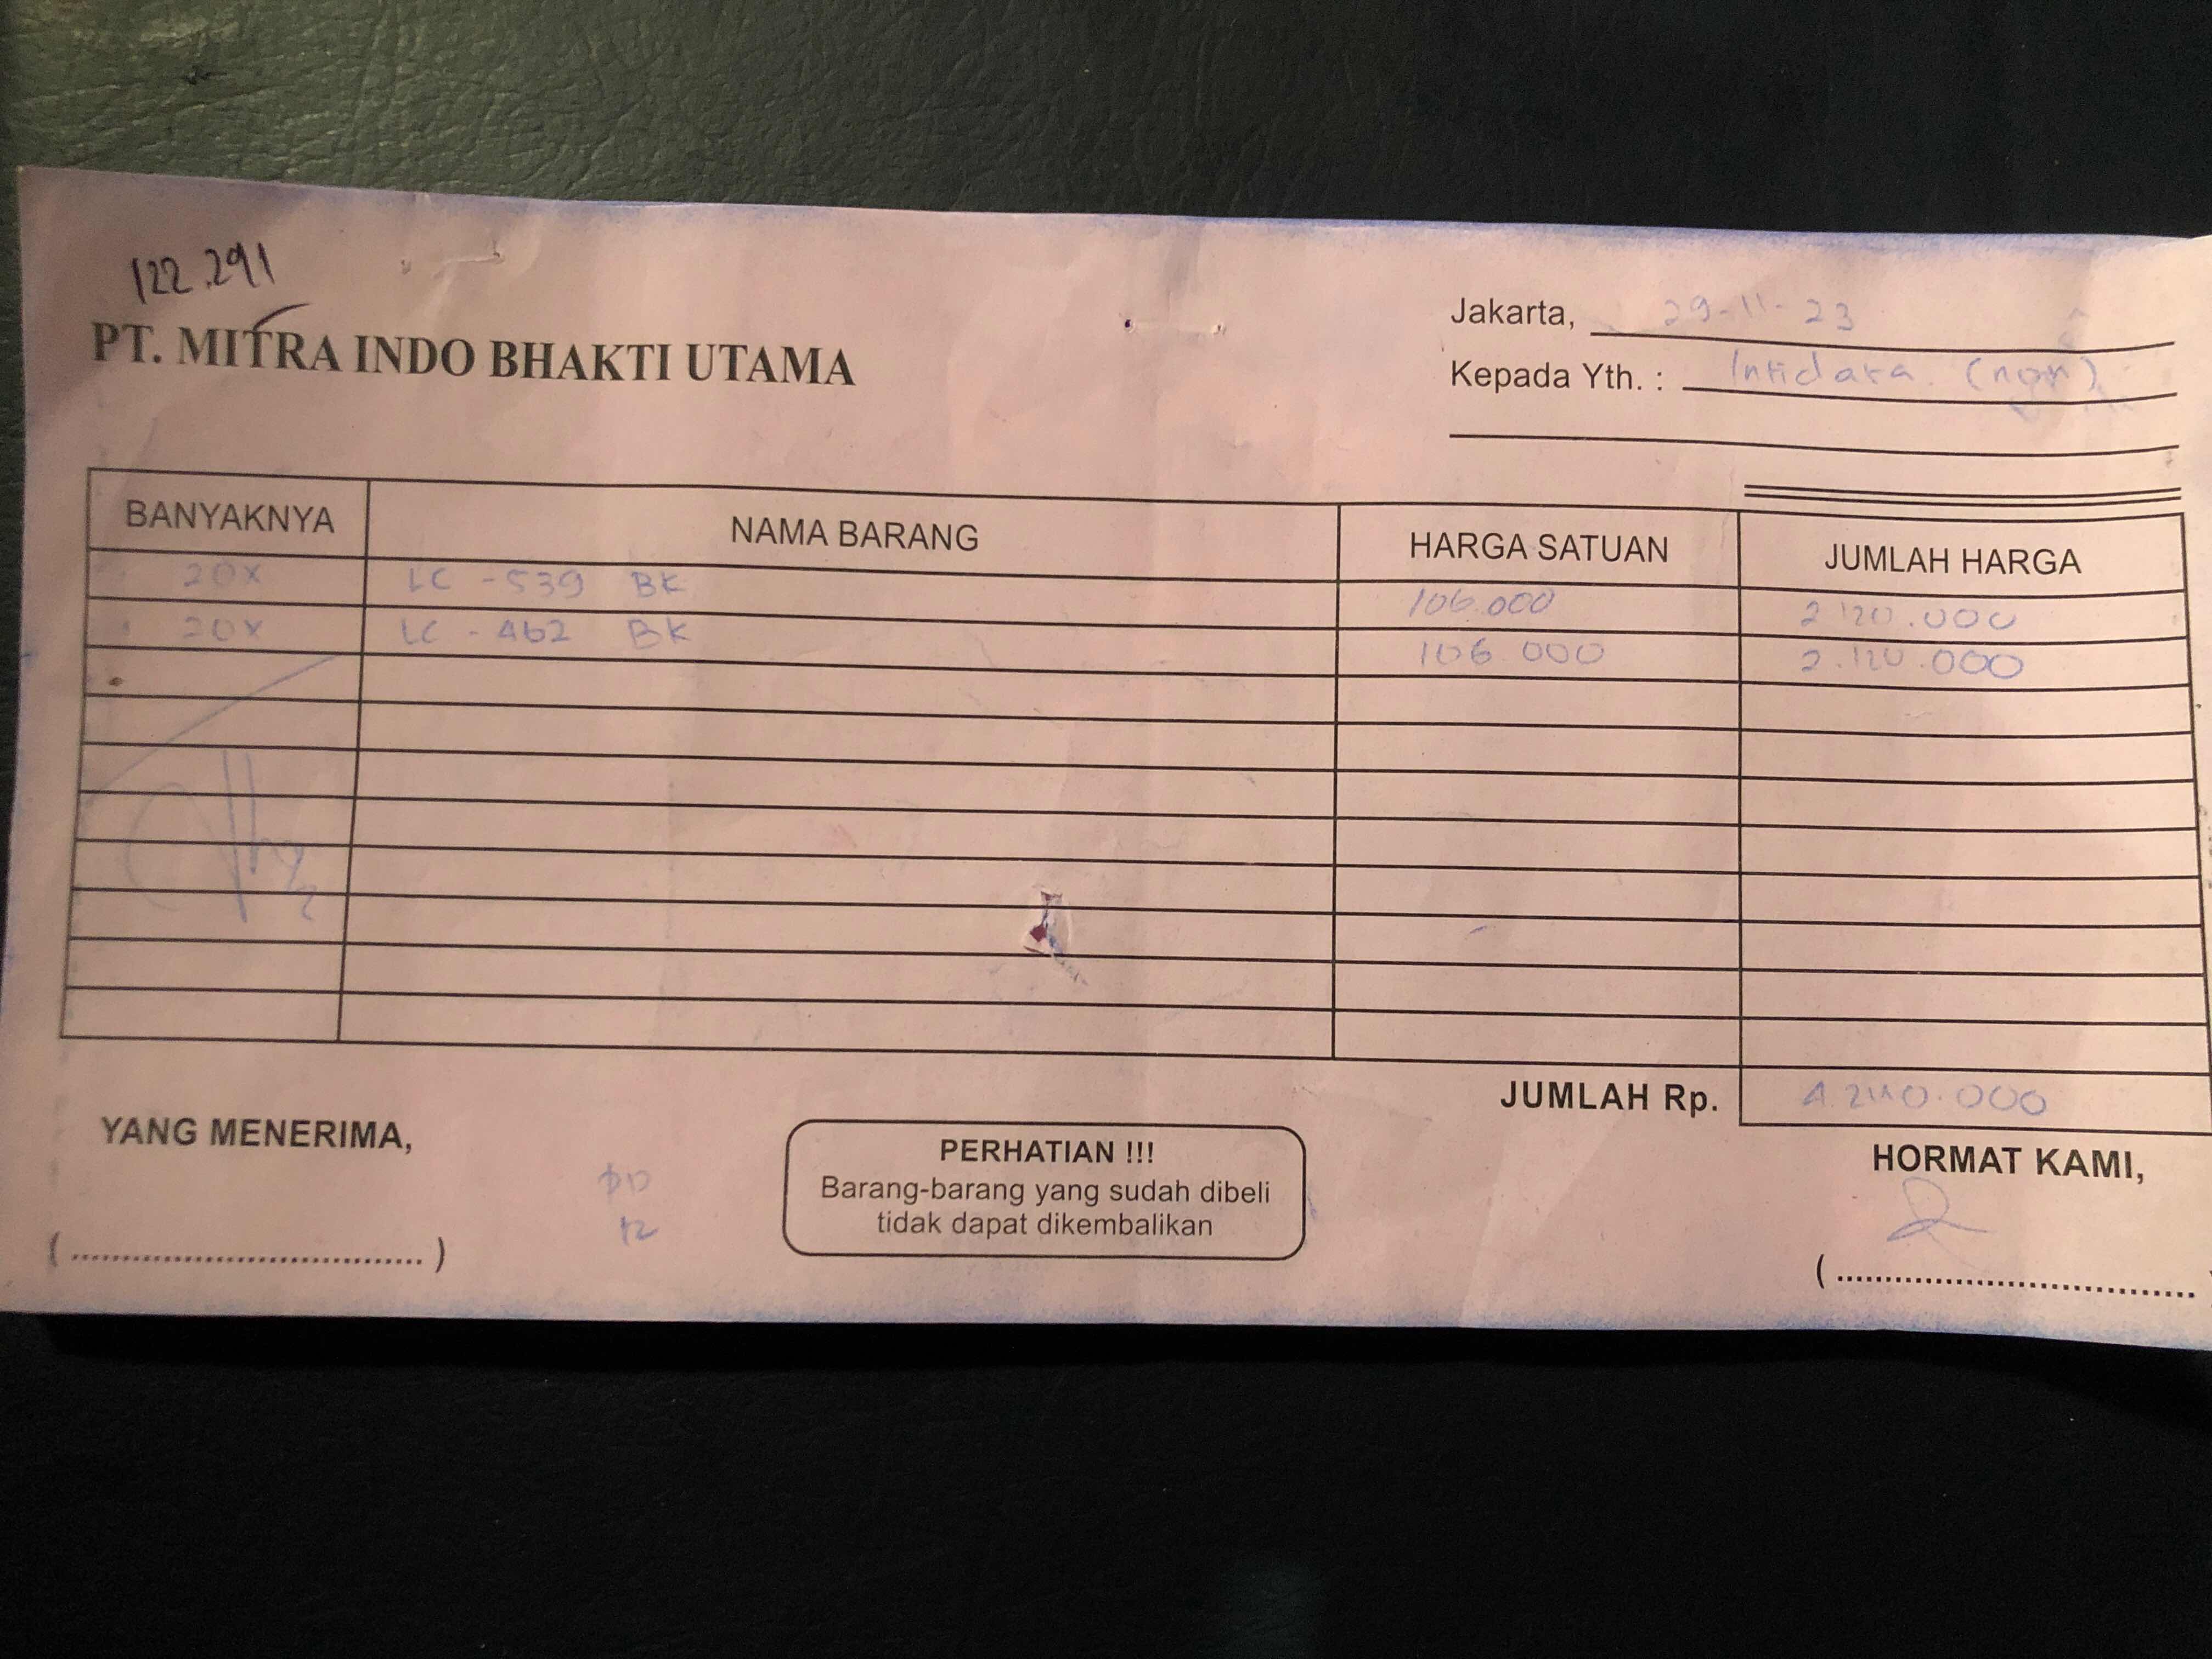 122.291
PT. MITRA INDO BHAKTI UTAMA
Jakarta, 29-11-23
Kepada Yth. : Intidara
BANYAKNYA NAMA BARANG HARGA SATUAN JUMLAH HARGA
20x LC - 539 BK 106.000 2.120.000
20x LC - 462 BK 106.000 2.120.000
JUMLAH Rp. 4.240.000
YANG MENERIMA,
PERHATIAN !!!
Barang-barang yang sudah dibeli
tidak dapat dikembalikan
HORMAT KAMI,